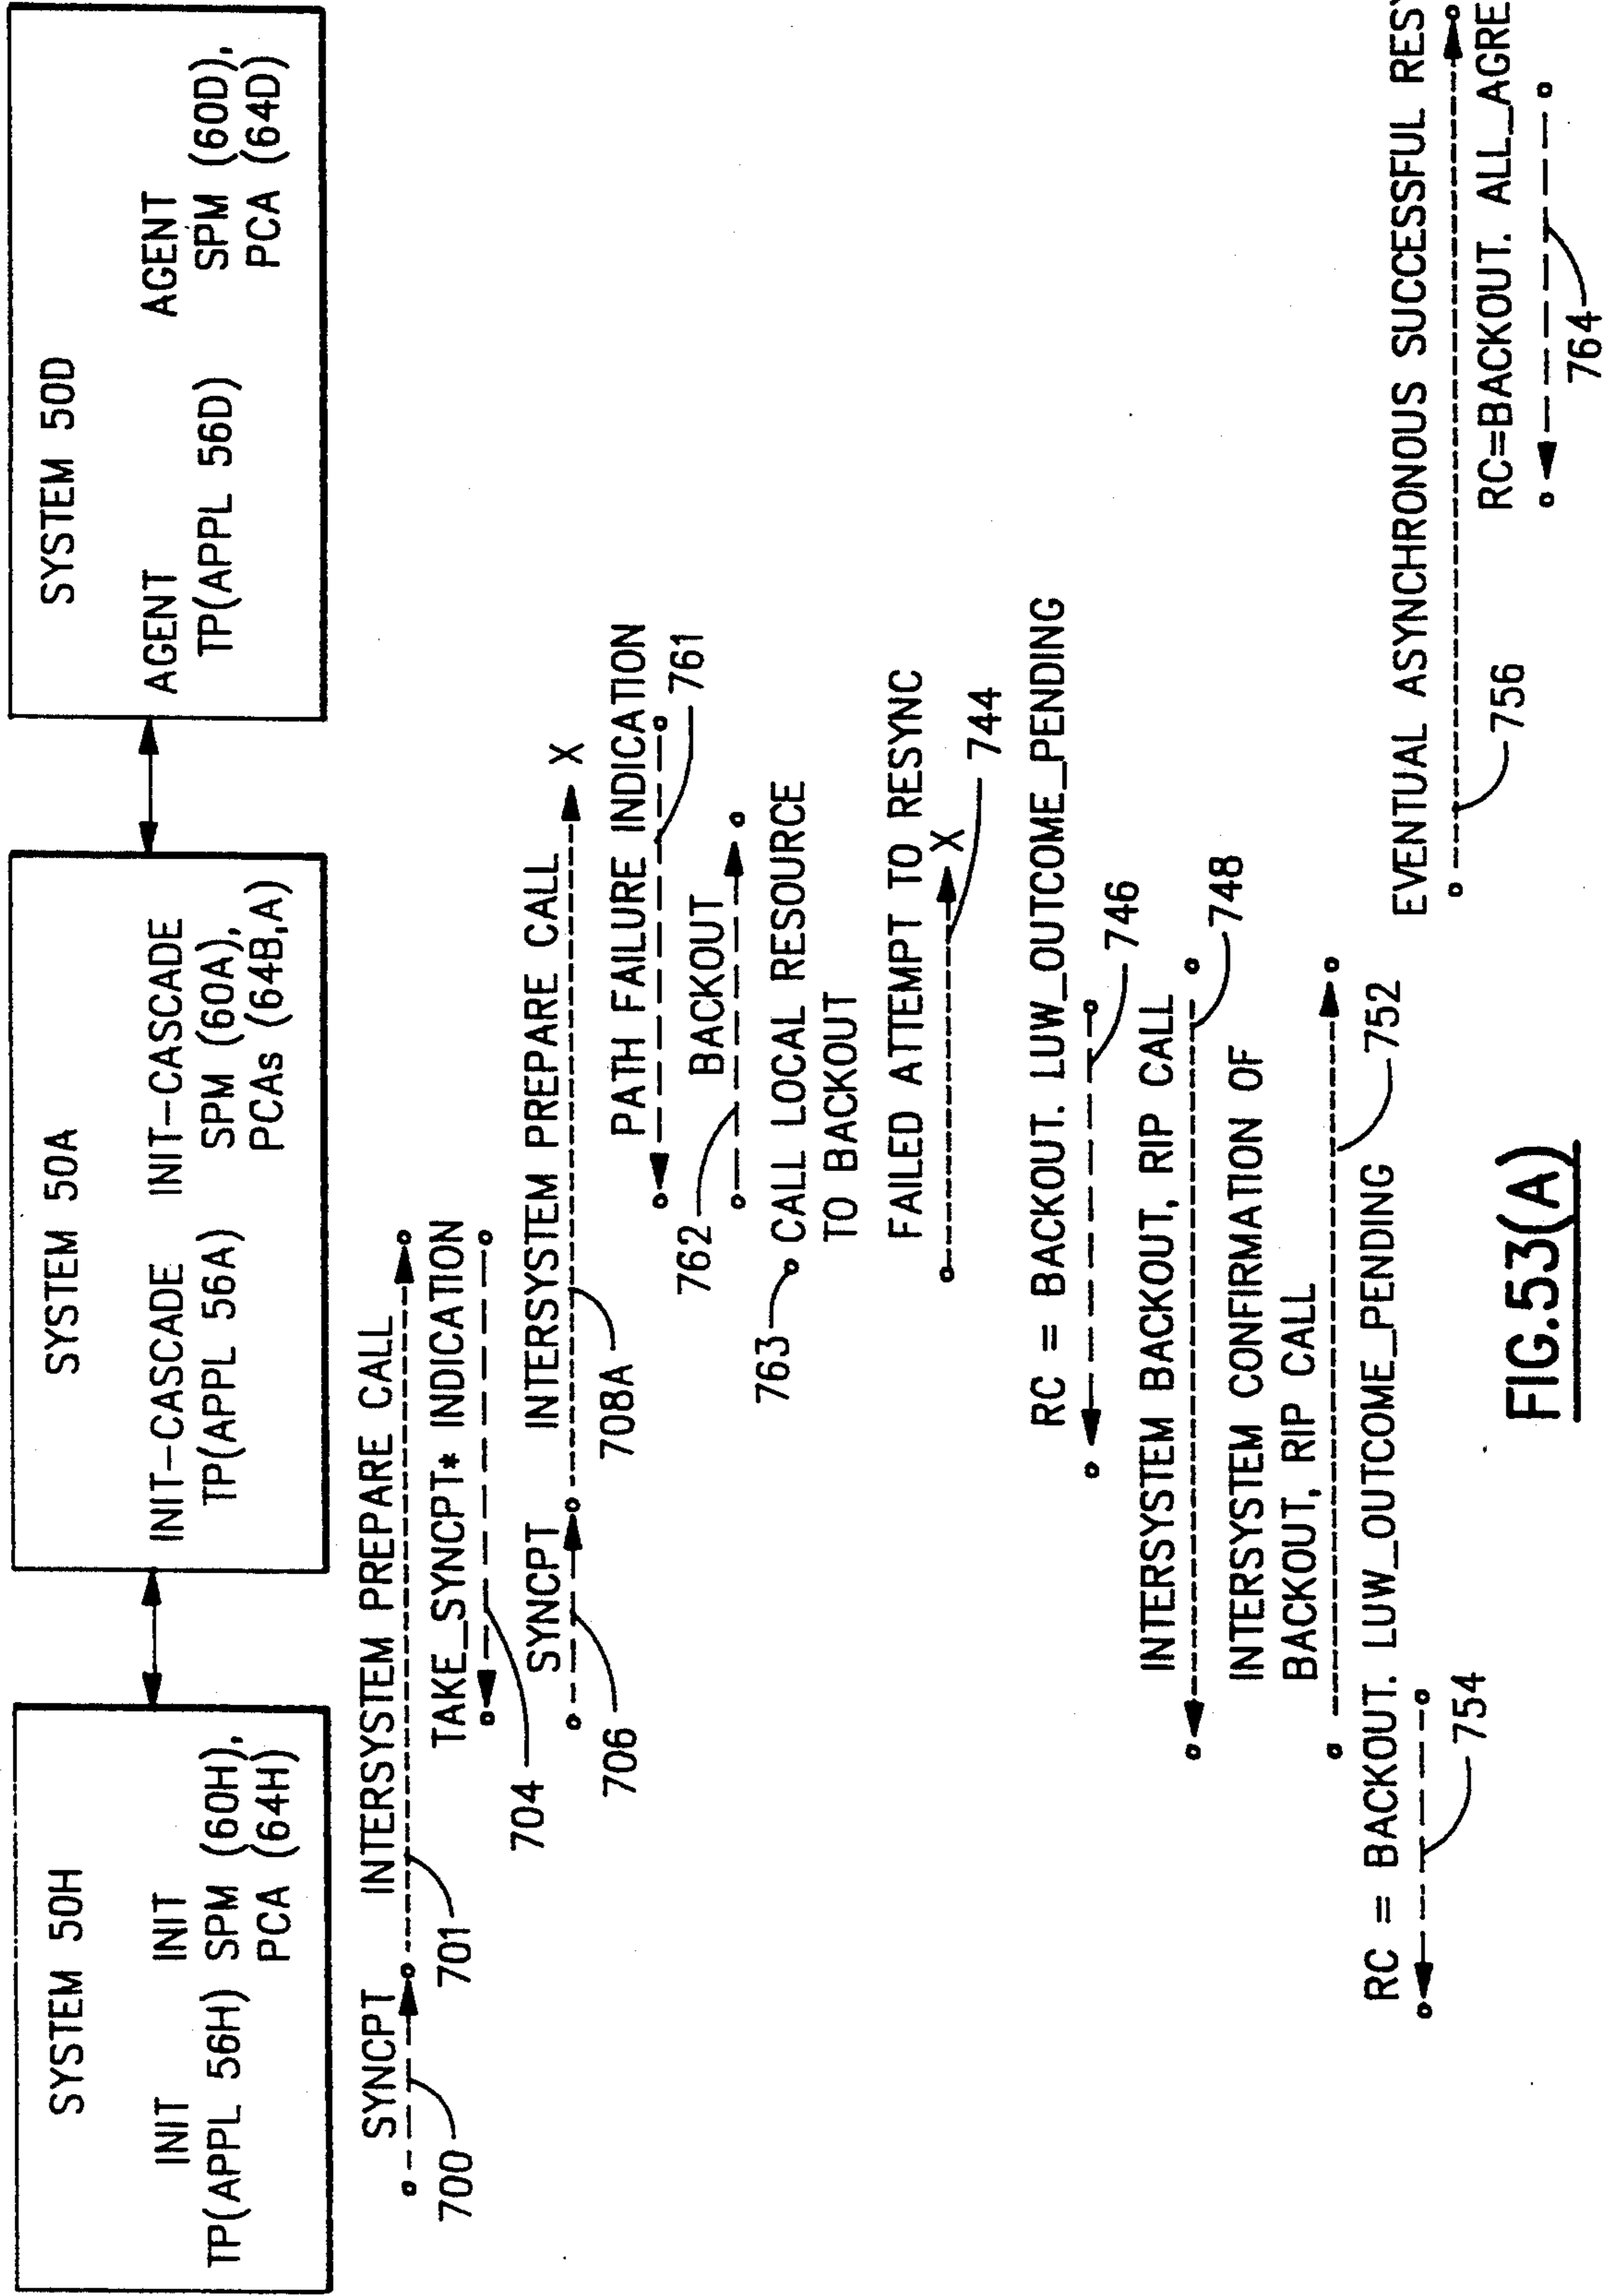 SYSTEM 50H
INIT INIT
TP(APPL 56H) SPM (60H),
PCA (64H)
SYSTEM 50A
INIT-CASCADE INIT-CASCADE
TP(APPL 56A) SPM (60A),
PCAs (64B,A)
SYSTEM 50D
AGENT AGENT
TP(APPL 56D) SPM (60D),
PCA (64D)
SYNCPT INTERSYSTEM PREPARE CALL
700
701
TAKE_SYNCPT* INDICATION
704
SYNCPT INTERSYSTEM PREPARE CALL
X
706
708A
PATH FAILURE INDICATION
761
BACKOUT
762
763 CALL LOCAL RESOURCE
TO BACKOUT
FAILED ATTEMPT TO RESYNC
X
744
RC = BACKOUT. LUW_OUTCOME_PENDING
746
INTERSYSTEM BACKOUT, RIP CALL
748
INTERSYSTEM CONFIRMATION OF
BACKOUT, RIP CALL
752
RC = BACKOUT. LUW_OUTCOME_PENDING
754
EVENTUAL ASYNCHRONOUS SUCCESSFUL
756
RC=BACKOUT.
764
FIG.53(A)